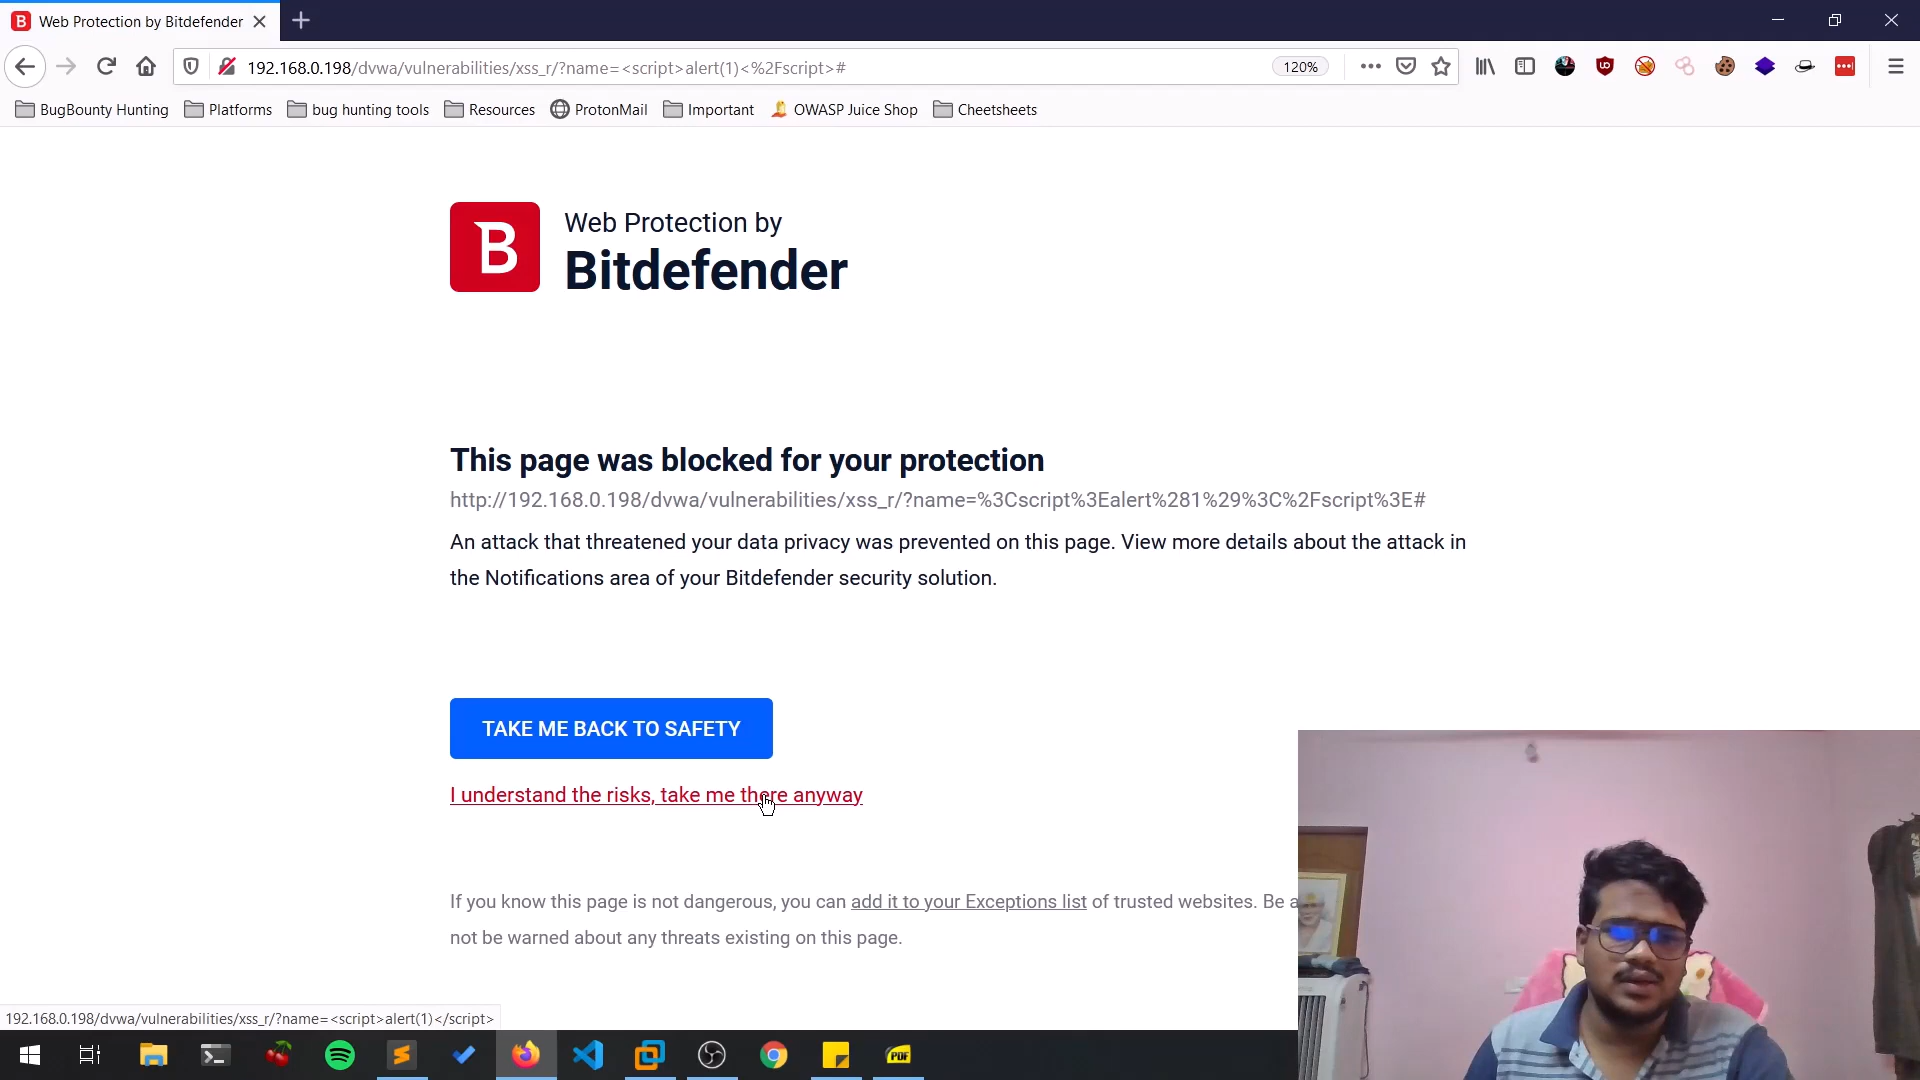 Web Protection by Bitdefender
192.168.0.198/dvwa/vulnerabilities/xss_r/?name=<script>alert(1)<%2Fscript>#
120%
BugBounty Hunting
Platforms
bug hunting tools
Resources
ProtonMail
Important
OWASP Juice Shop
Cheetsheets
B
Web Protection by
Bitdefender
This page was blocked for your protection
http://192.168.0.198/dvwa/vulnerabilities/xss_r/?name=%3Cscript%3Ealert%281%29%3C%2Fscript%3E#
An attack that threatened your data privacy was prevented on this page. View more details about the attack in
the Notifications area of your Bitdefender security solution.
TAKE ME BACK TO SAFETY
I understand the risks, take me there anyway
If you know this page is not dangerous, you can add it to your Exceptions list of trusted websites. Be
not be warned about any threats existing on this page.
192.168.0.198/dvwa/vulnerabilities/xss_r/?name=<script>alert(1)</script>
PDF